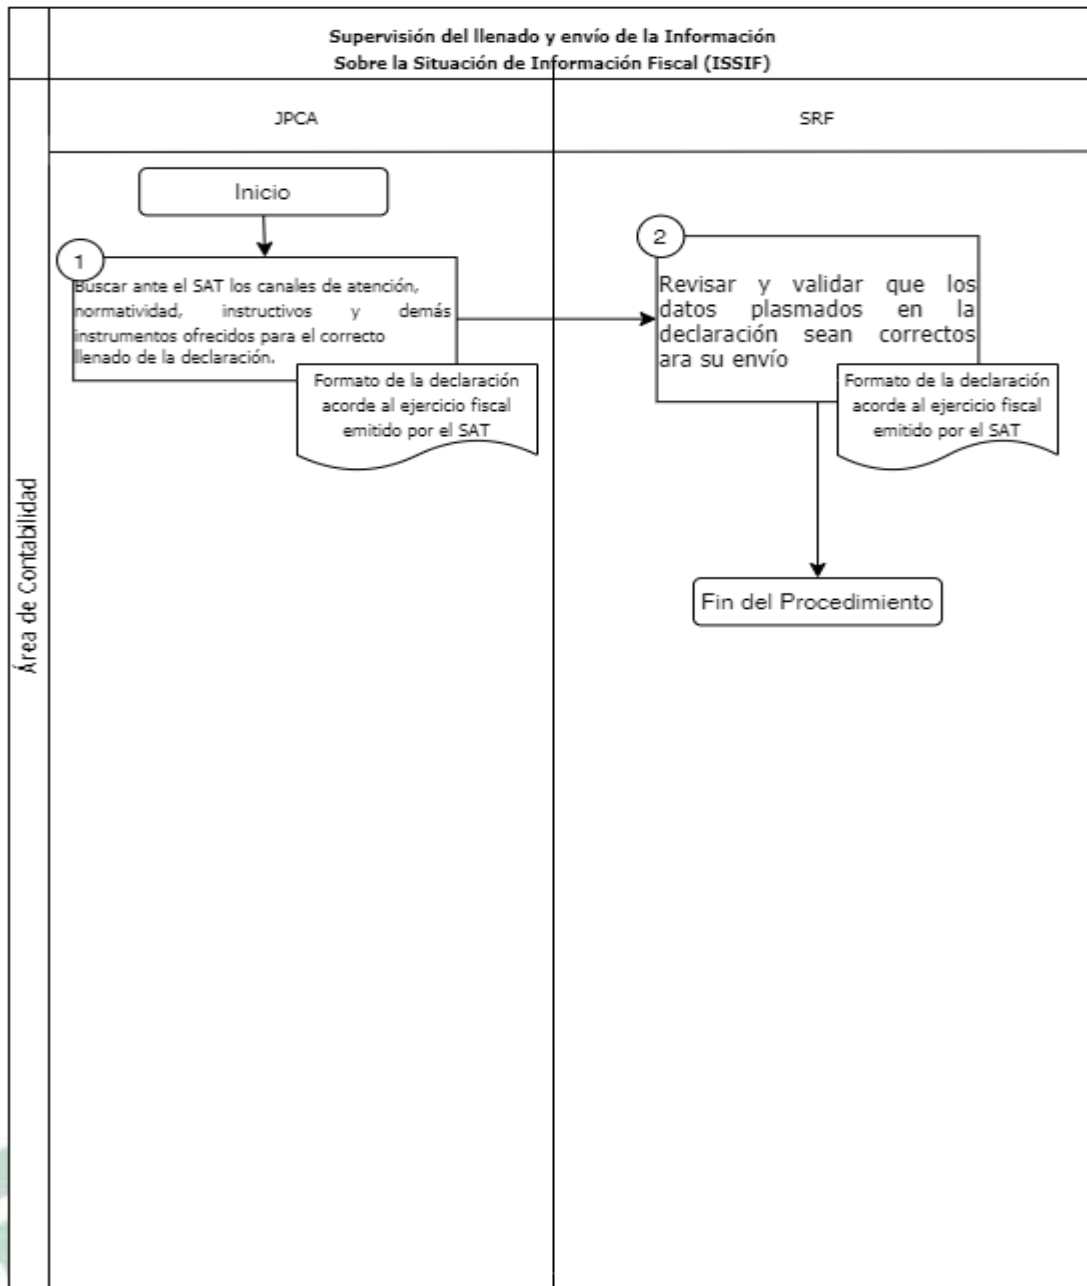 Supervisión del llenado y envío de la Información
Sobre la Situación de Información Fiscal (ISSIF)
JPCA
SRF
Área de Contabilidad
Inicio
1
Buscar ante el SAT los canales de atención,
normatividad, instructivos y demás
instrumentos ofrecidos para el correcto
llenado de la declaración.
Formato de la declaración
acorde al ejercicio fiscal
emitido por el SAT
2
Revisar y validar que los
datos plasmados en la
declaración sean correctos
ara su envío
Formato de la declaración
acorde al ejercicio fiscal
emitido por el SAT
Fin del Procedimiento